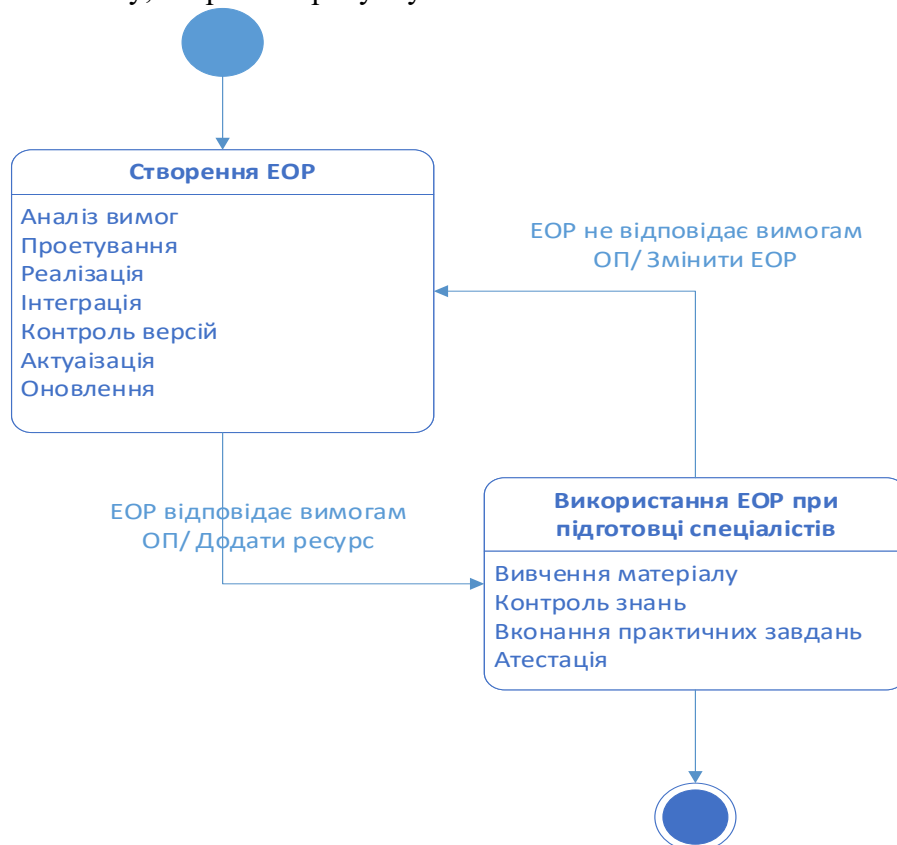 Створення ЕОР
Аналіз вимог
Проетування
Реалізація
Інтеграція
Контроль версій
Актуаізація
Оновлення
ЕОР не відповідає вимогам
ОП/ Змінити ЕОР
ЕОР відповідає вимогам
ОП/ Додати ресурс
Використання ЕОР при
підготовці спеціалістів
Вивчення матеріалу
Контроль знань
Вконання практичних завдань
Атестація